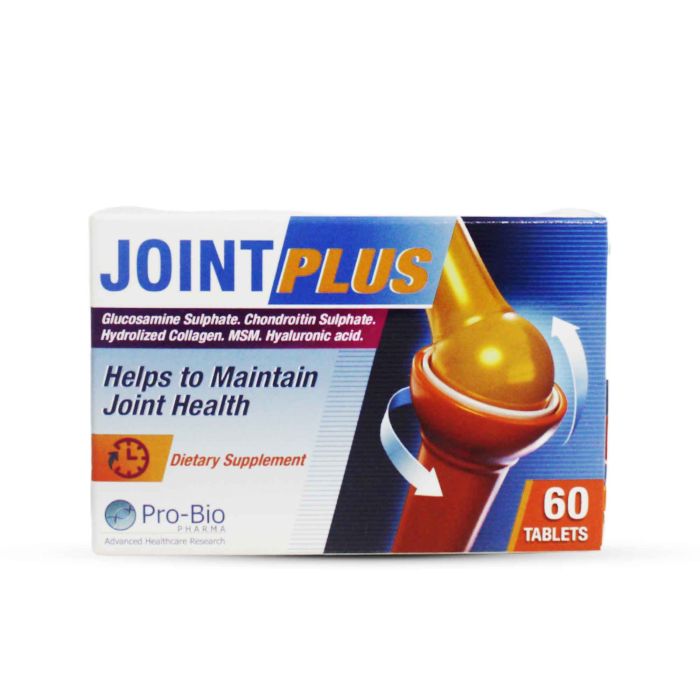 JOINT PLUS
Glucosamine Sulphate. Chondroitin Sulphate.
Hydrolized Collagen. MSM. Hyaluronic acid.
Helps to Maintain
Joint Health
Dietary Supplement
Pro-Bio
PHARMA
Advanced Healthcare Research
60
TABLETS